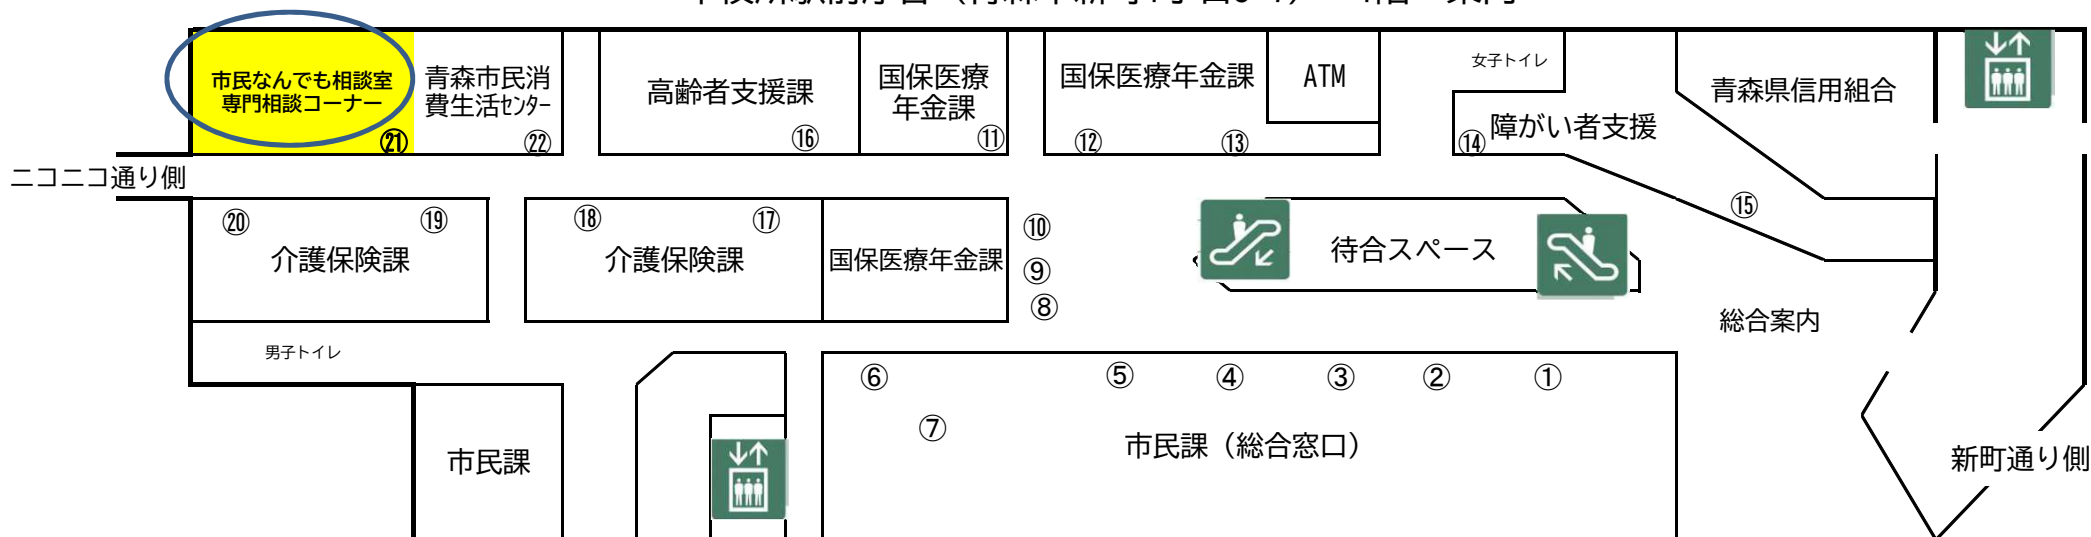 市民なんでも相談室
専門相談コーナー
㉑
青森市民消
費生活ｾﾝﾀｰ
㉒
高齢者支援課
⑯
国保医療
年金課
⑪
国保医療年金課
⑫
⑬
ATM
女子トイレ
⑭
障がい者支援
⑮
青森県信用組合
ニコニコ通り側
⑳
⑲
介護保険課
⑱
⑰
介護保険課
国保医療年金課
⑩
⑨
⑧
待合スペース
総合案内
男子トイレ
市民課
⑥
⑤
④
③
②
①
⑦
市民課（総合窓口）
新町通り側